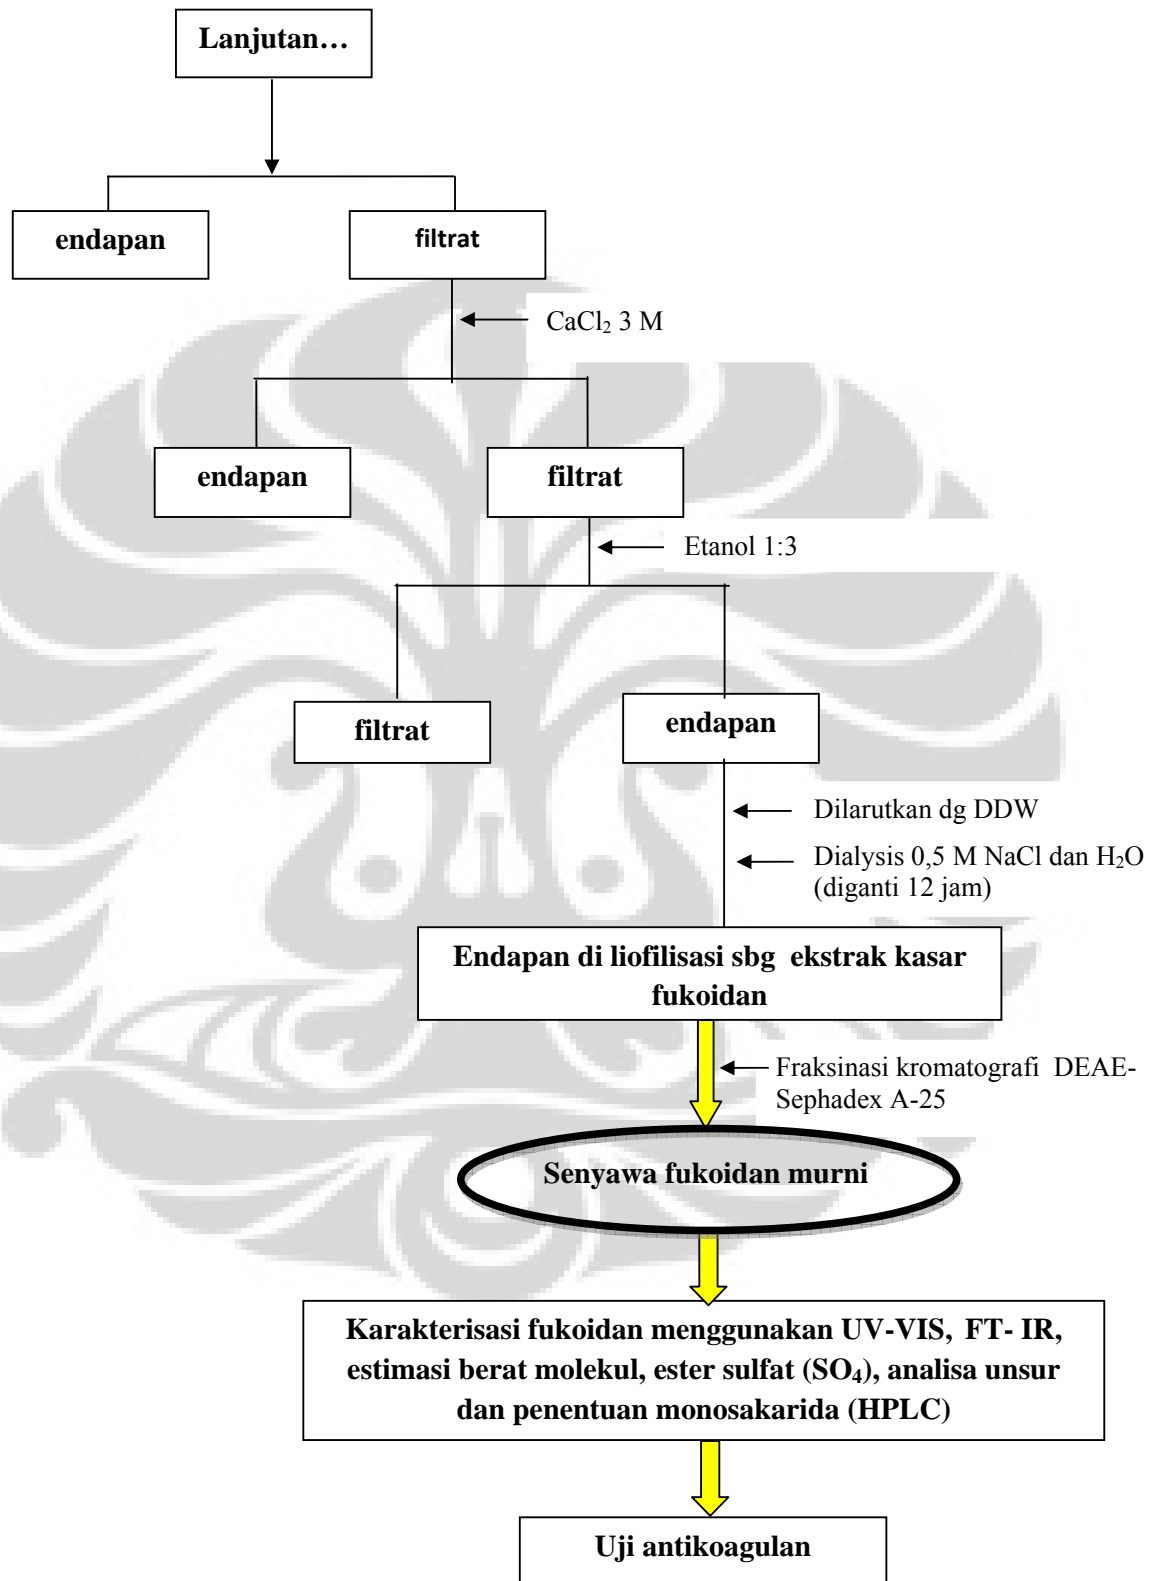 Lanjutan…
endapan
filtrat
CaCl₂ 3 M
endapan
filtrat
Etanol 1:3
filtrat
endapan
Dilarutkan dg DDW
Dialysis 0,5 M NaCl dan H₂O
(diganti 12 jam)
Endapan di liofilisasi sbg ekstrak kasar
fukoidan
Fraksinasi kromatografi DEAE-
Sephadex A-25
Senyawa fukoidan murni
Karakterisasi fukoidan menggunakan UV-VIS, FT- IR,
estimasi berat molekul, ester sulfat (SO₄), analisa unsur
dan penentuan monosakarida (HPLC)
Uji antikoagulan